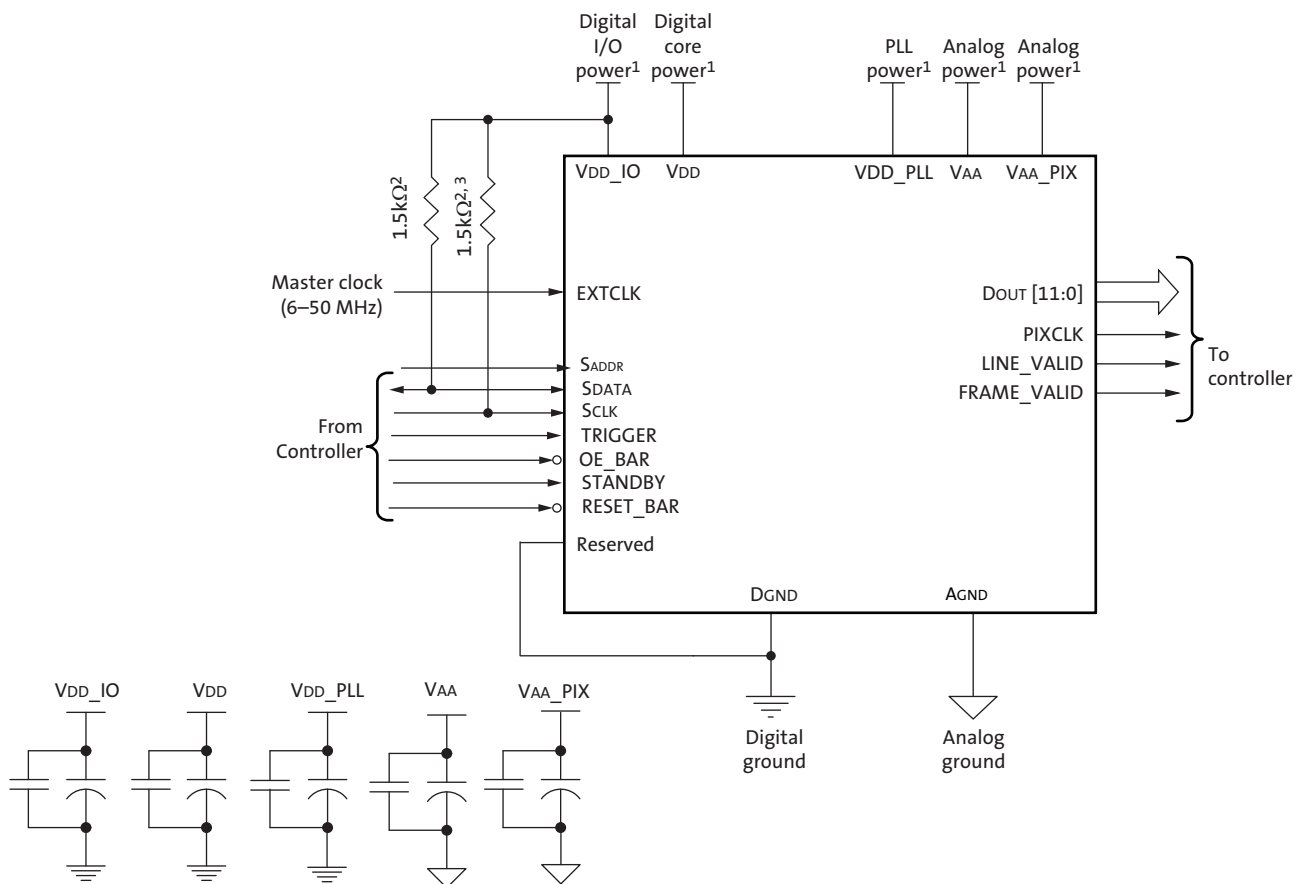 Digital
I/O
power1
Digital
core
power1
PLL
power1
Analog
power1
Analog
power1
VDD_IO
VDD
VDD_PLL
VAA
VAA_PIX
1.5kΩ2
1.5kΩ2, 3
Master clock
(6–50 MHz)
EXTCLK
SADDR
SDATA
SCLK
TRIGGER
OE_BAR
STANDBY
RESET_BAR
Reserved
From
Controller
DOUT [11:0]
PIXCLK
LINE_VALID
FRAME_VALID
To
controller
DGND
AGND
Digital
ground
Analog
ground
VDD_IO
VDD
VDD_PLL
VAA
VAA_PIX